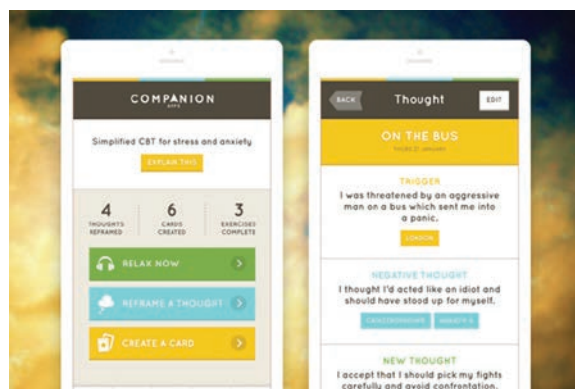 COMPANION
APPS
Simplified CBT for stress and anxiety
EXPLAIN THIS
4
THOUGHTS
REFRAMED
6
CARDS
CREATED
3
EXERCISES
COMPLETE
RELAX NOW
REFRAME A THOUGHT
CREATE A CARD
BACK
Thought
EDIT
ON THE BUS
TRIGGER
I was threatened by an aggressive
man on a bus which sent me into
a panic.
LONDON
NEGATIVE THOUGHT
I thought I'd acted like an idiot and
should have stood up for myself.
NEW THOUGHT
I accept that I should pick my fights
carefully and avoid confrontation.